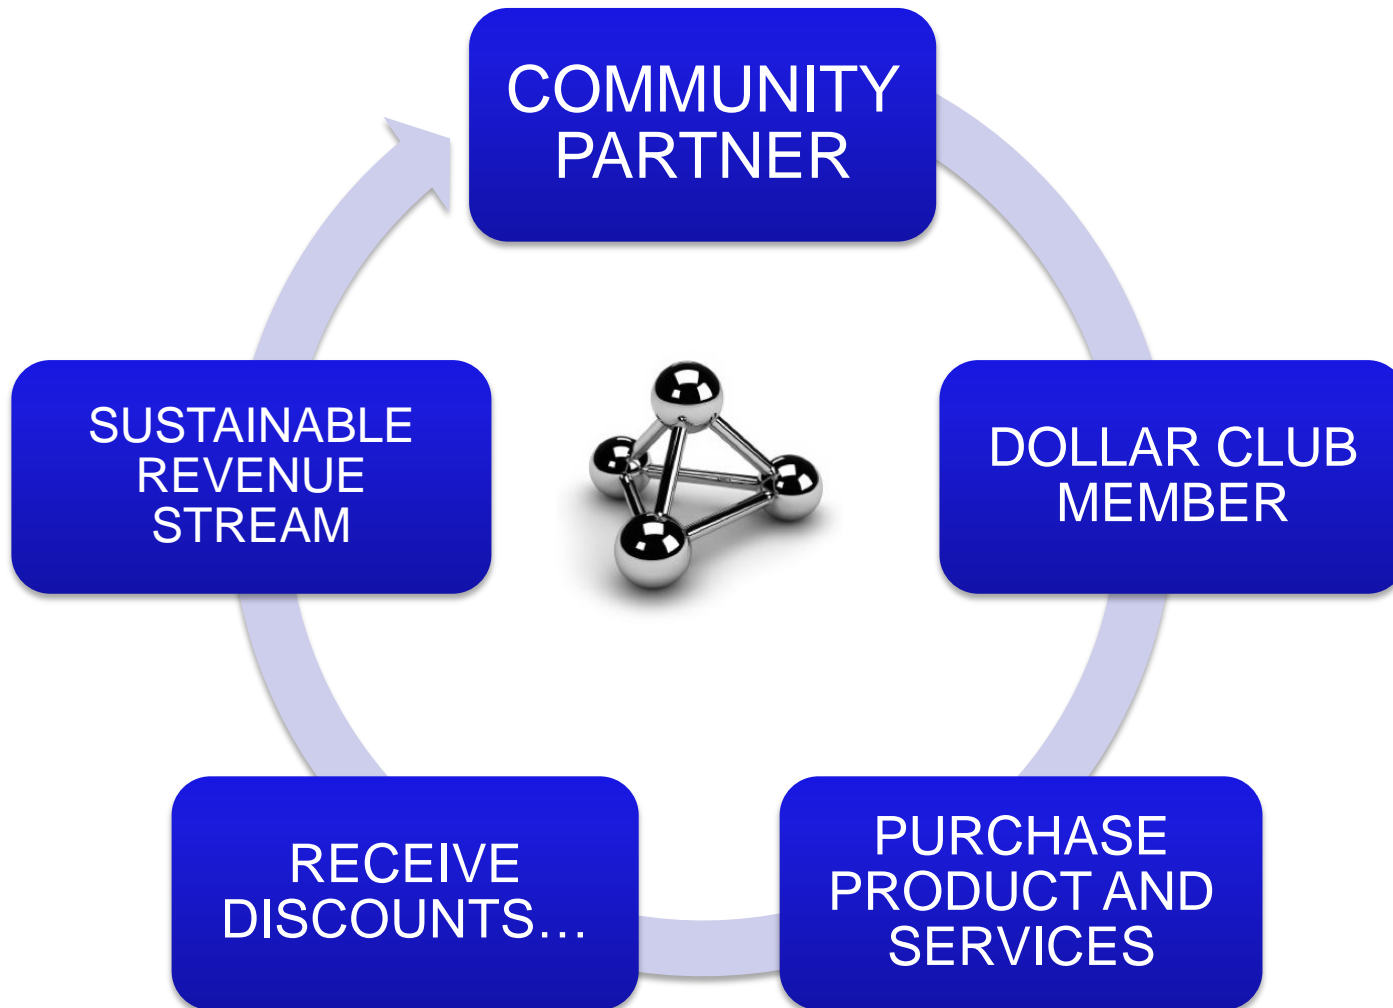 COMMUNITY
PARTNER
DOLLAR CLUB
MEMBER
PURCHASE
PRODUCT AND
SERVICES
RECEIVE
DISCOUNTS…
SUSTAINABLE
REVENUE
STREAM